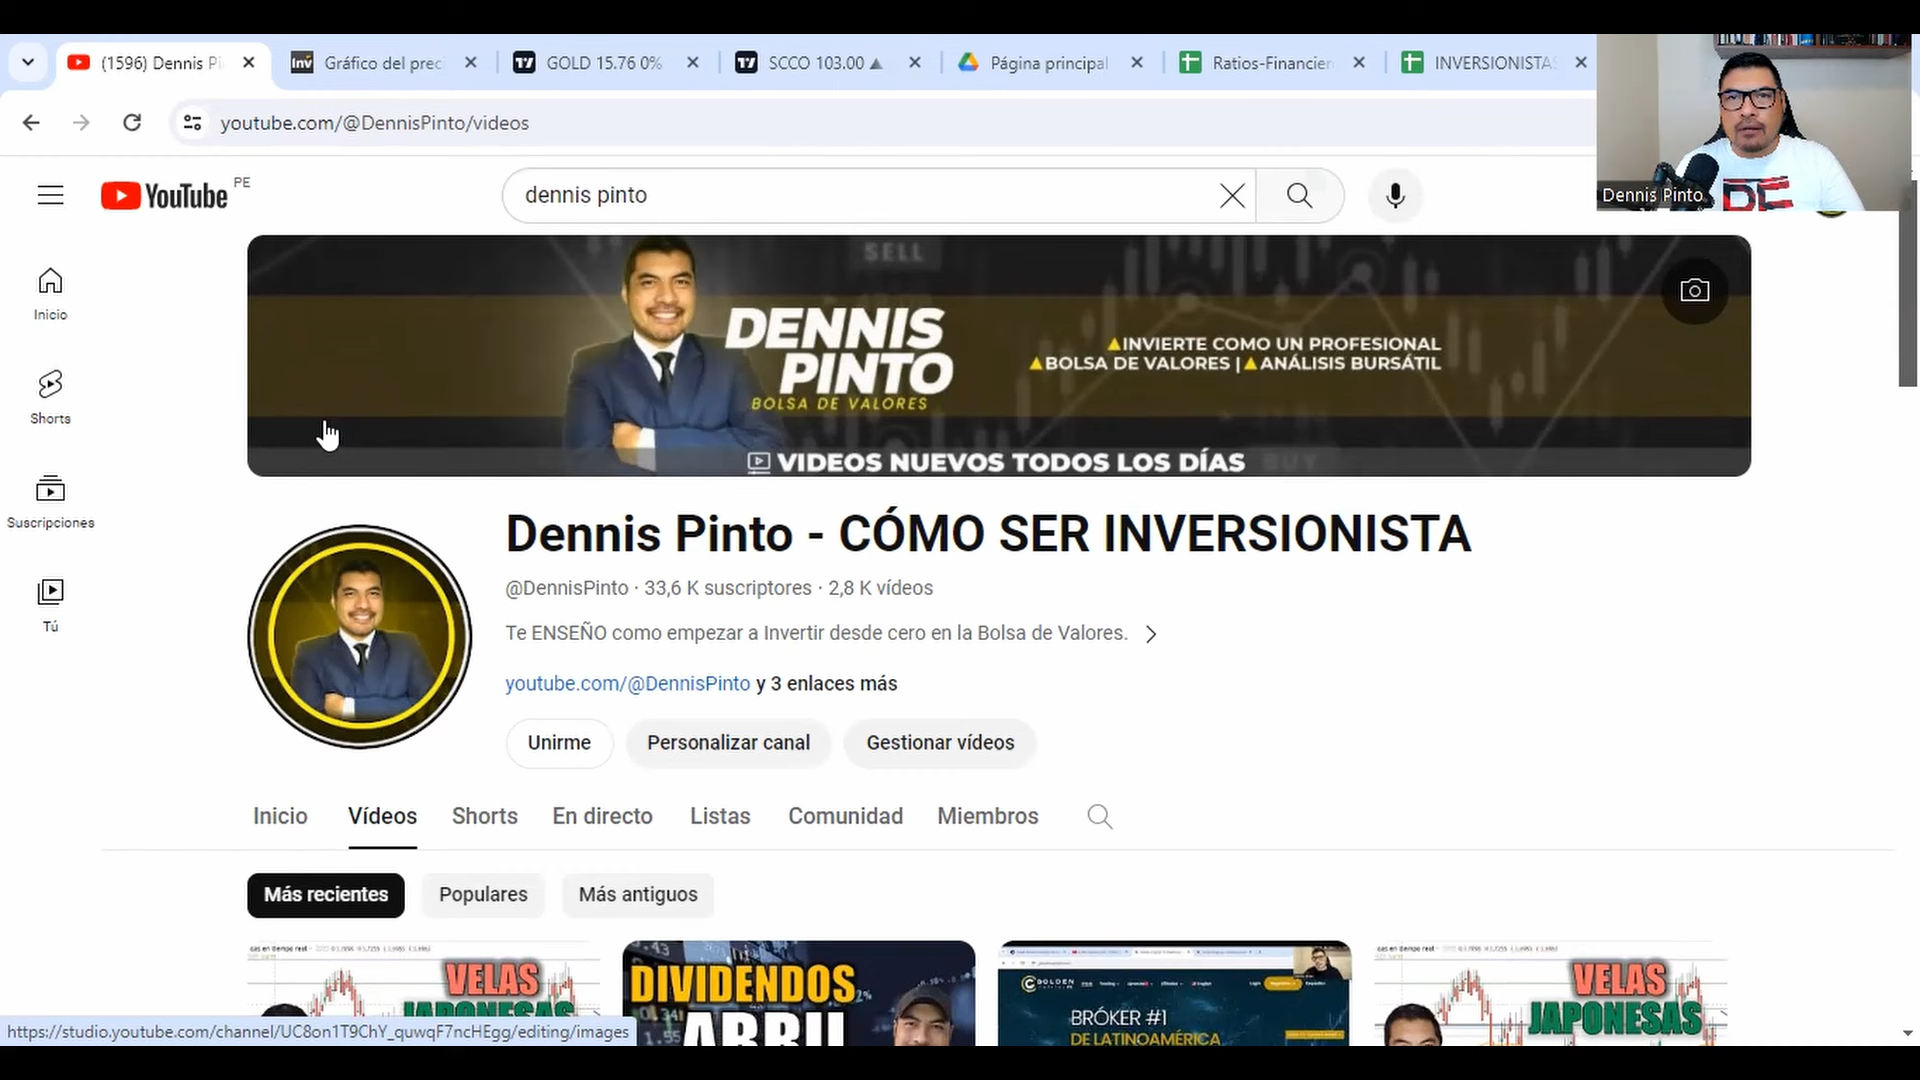 (1596) Dennis Pi
Gráfico del prec
GOLD 15.76 0%
SCCO 103.00
Página principal
Ratios-Financier
INVERSIONISTAS
youtube.com/@DennisPinto/videos
Dennis Pinto
YouTube PE
dennis pinto
SELL
DENNIS
PINTO
BOLSA DE VALORES
INVIERTE COMO UN PROFESIONAL
BOLSA DE VALORES | ANÁLISIS BURSÁTIL
VIDEOS NUEVOS TODOS LOS DÍAS
BUY
Inicio
Shorts
Suscripciones
Tú
Dennis Pinto - CÓMO SER INVERSIONISTA
@DennisPinto · 33,6 K suscriptores · 2,8 K vídeos
Te ENSEÑO como empezar a Invertir desde cero en la Bolsa de Valores.
youtube.com/@DennisPinto y 3 enlaces más
Unirme
Personalizar canal
Gestionar vídeos
Inicio
Vídeos
Shorts
En directo
Listas
Comunidad
Miembros
Más recientes
Populares
Más antiguos
VELAS
JAPONESAS
DIVIDENDOS
ABRIL
BRÓKER #1
DE LATINOAMÉRICA
VELAS
JAPONESAS
https://studio.youtube.com/channel/UC8on1T9ChY_quwqF7ncHEgg/editing/images